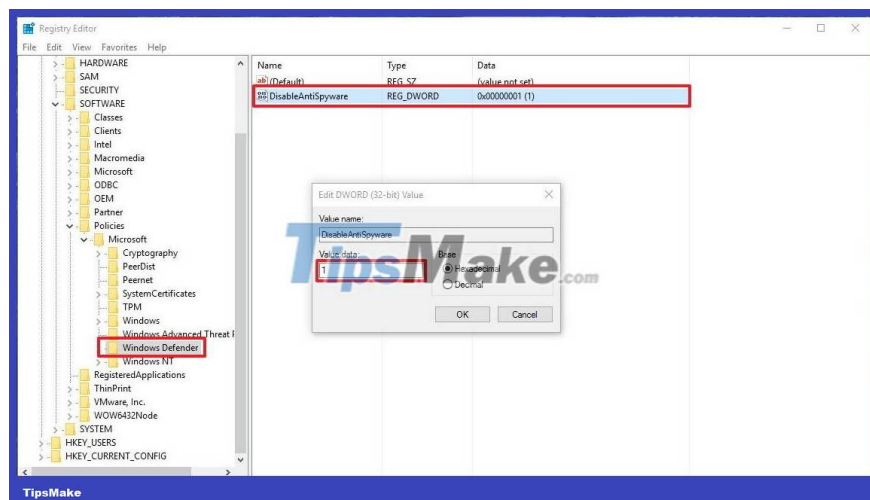 Registry Editor
File Edit View Favorites Help
HARDWARE
SAM
SECURITY
SOFTWARE
Classes
Clients
Intel
Macromedia
Microsoft
ODBC
OEM
Partner
Policies
Microsoft
Cryptography
PeerDist
Peernet
SystemCertificates
TPM
Windows
Windows Advanced Threat
Windows Defender
Windows NT
RegisteredApplications
ThinPrint
VMware, Inc.
WOW6432Node
SYSTEM
HKEY_USERS
HKEY_CURRENT_CONFIG
Name Type Data
(Default) REG_SZ (value not set)
DisableAntiSpyware REG_DWORD 0x00000001 (1)
Edit DWORD (32-bit) Value
Value name:
DisableAntiSpyware
Value data:
1
Base
Hexadecimal
Decimal
OK Cancel
TipsMake.com
TipsMake